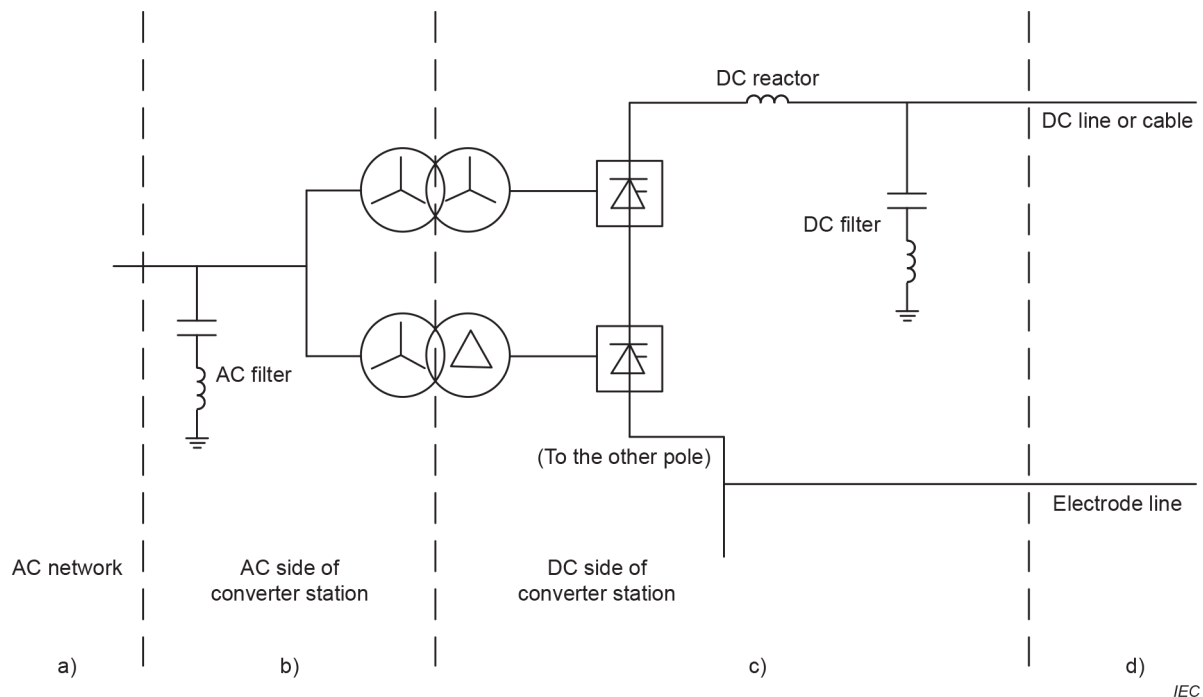 DC reactor
DC line or cable
DC filter
AC filter
(To the other pole)
Electrode line
AC network
AC side of
converter station
DC side of
converter station
a)
b)
c)
d)
IEC